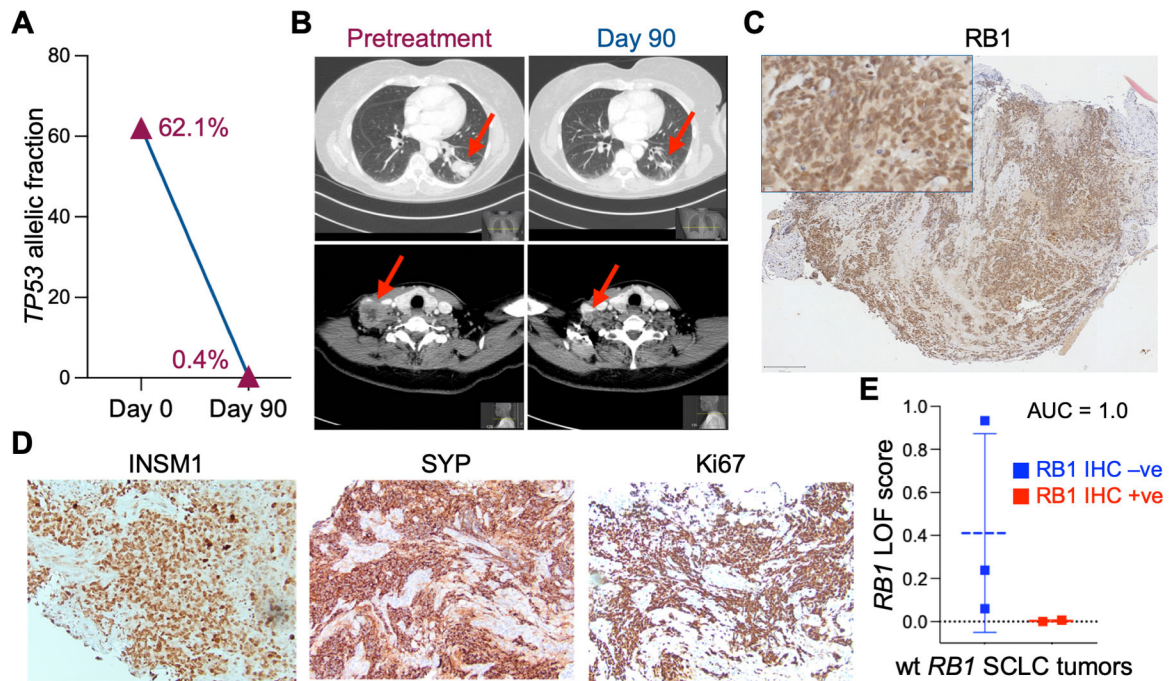 A
TP53 allelic fraction
80
60
40
20
0
62.1%
0.4%
Day 0
Day 90
B
Pretreatment
Day 90
C
RB1
D
INSM1
SYP
Ki67
E
RB1 LOF score
1.0
0.8
0.6
0.4
0.2
0.0
AUC = 1.0
RB1 IHC –ve
RB1 IHC +ve
wt RB1 SCLC tumors